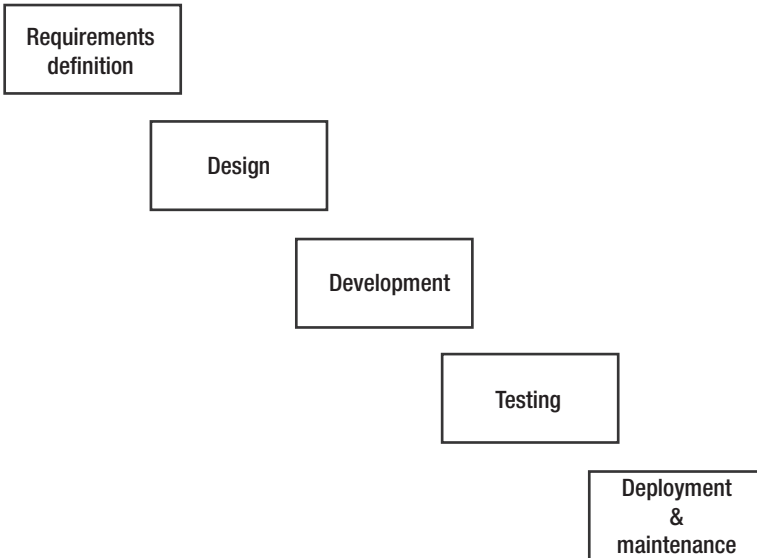 Requirements
definition
Design
Development
Testing
Deployment
&
maintenance